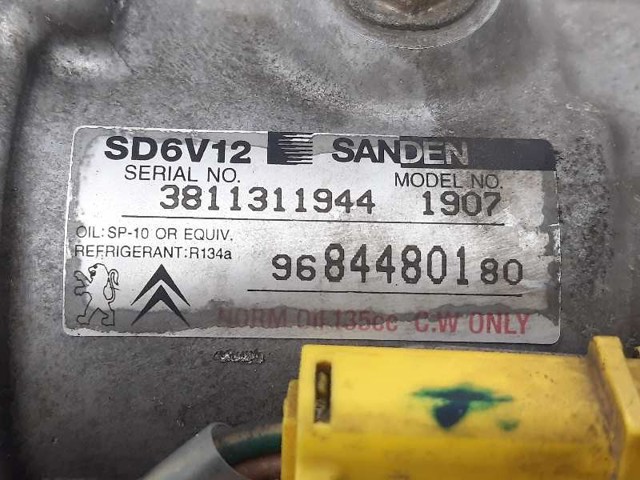 SD6V12 SANDEN
SERIAL NO. MODEL NO.
3811311944 1907
OIL: SP-10 OR EQUIV.
REFRIGERANT: R134a
9684480180
NORM Oil 135cc C.W ONLY